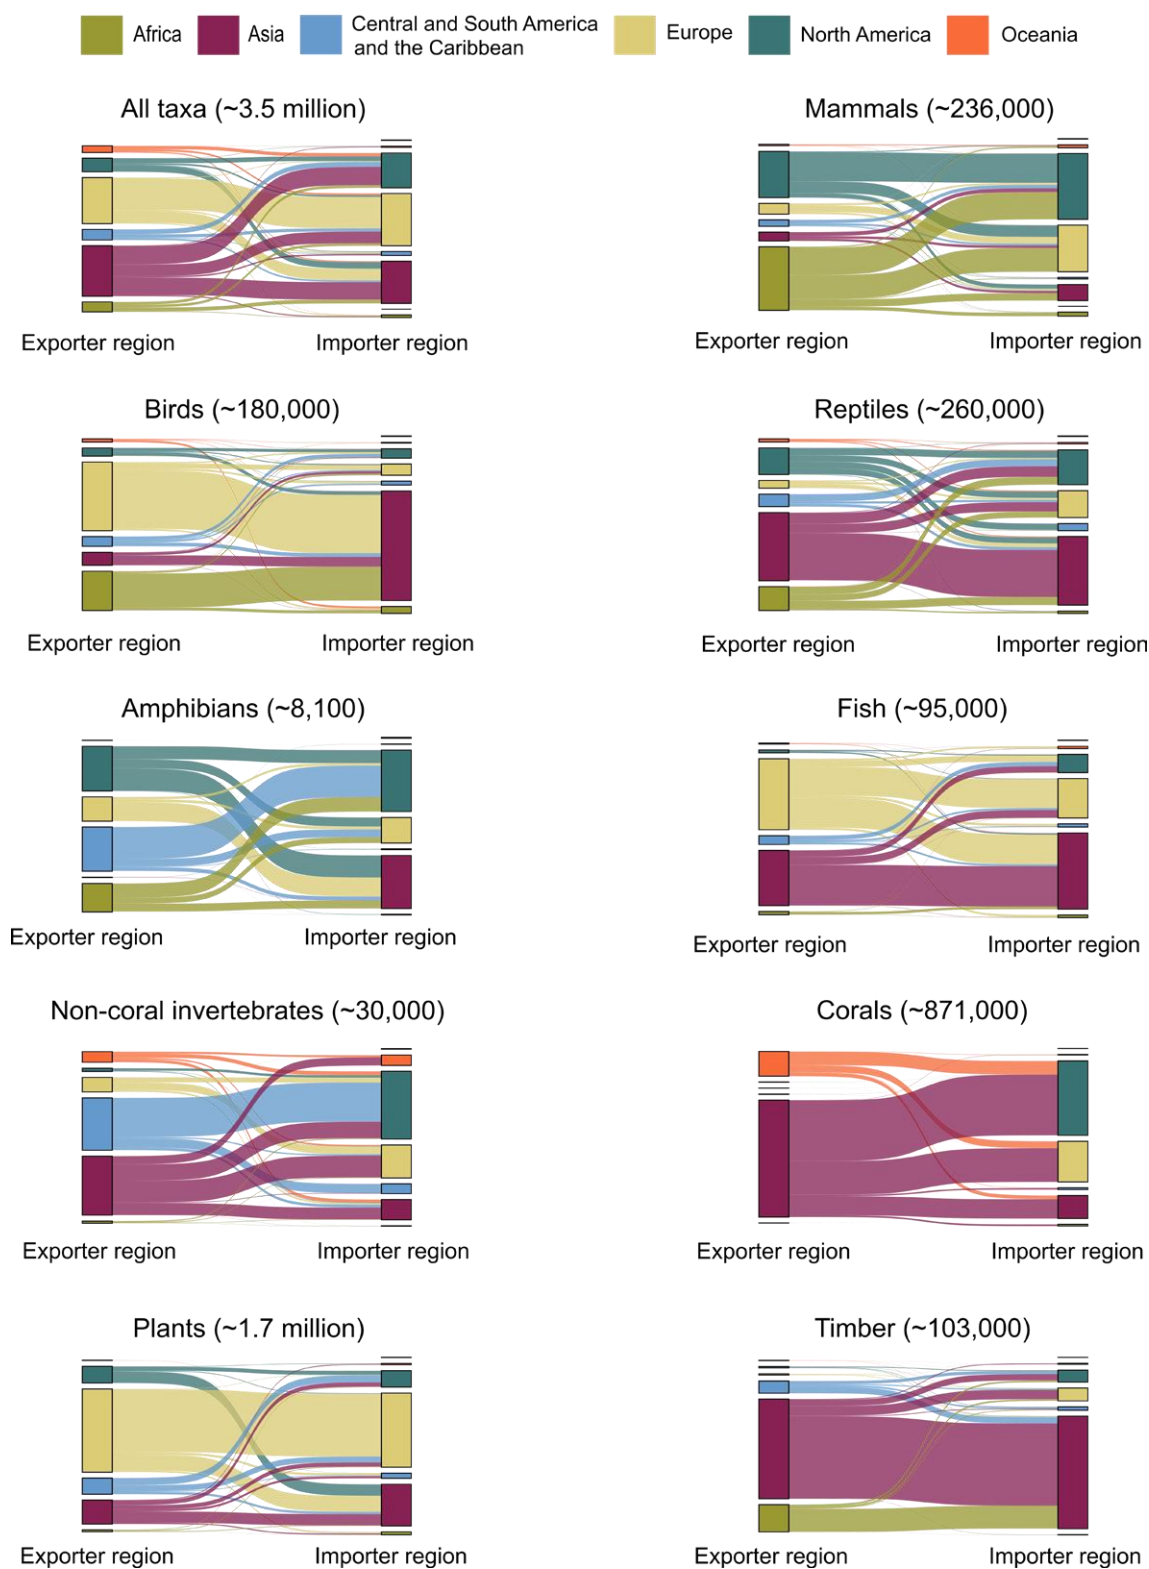 Africa
Asia
Central and South America
and the Caribbean
Europe
North America
Oceania
All taxa (~3.5 million)
Exporter region
Importer region
Mammals (~236,000)
Exporter region
Importer region
Birds (~180,000)
Exporter region
Importer region
Reptiles (~260,000)
Exporter region
Importer region
Amphibians (~8,100)
Exporter region
Importer region
Fish (~95,000)
Exporter region
Importer region
Non-coral invertebrates (~30,000)
Exporter region
Importer region
Corals (~871,000)
Exporter region
Importer region
Plants (~1.7 million)
Exporter region
Importer region
Timber (~103,000)
Exporter region
Importer region